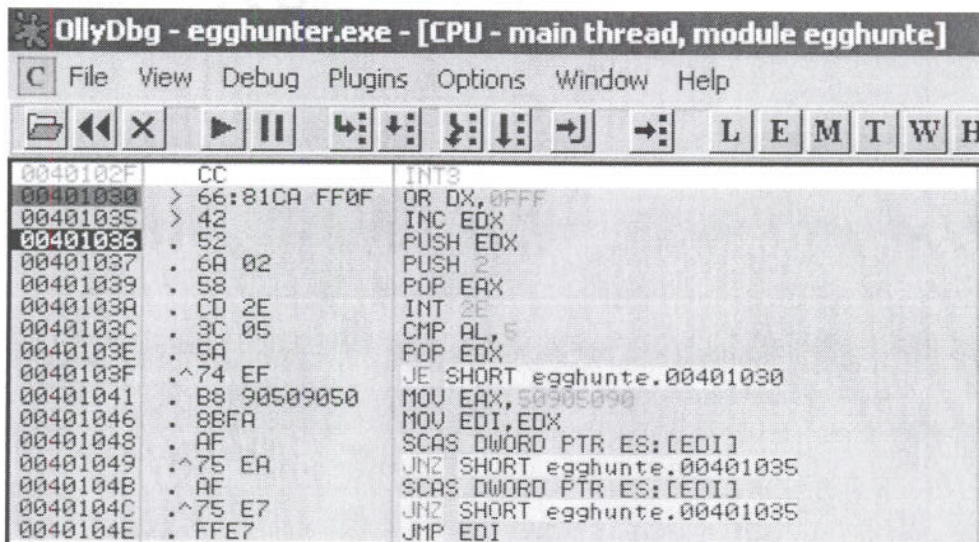 OllyDbg - egghunter.exe - [CPU - main thread, module egghunte]
C File View Debug Plugins Options Window Help
L E M T W H
0040102F CC INT3
00401030 > 66:81CA FF0F OR DX,0FFF
00401035 > 42 INC EDX
00401036 . 52 PUSH EDX
00401037 . 6A 02 PUSH 2
00401039 . 58 POP EAX
0040103A . CD 2E INT 2E
0040103C . 3C 05 CMP AL,5
0040103E . 5A POP EDX
0040103F .^74 EF JE SHORT egghunte.00401030
00401041 . B8 90509050 MOV EAX,50905090
00401046 . 8BFA MOV EDI,EDX
00401048 . AF SCAS DWORD PTR ES:[EDI]
00401049 .^75 EA JNZ SHORT egghunte.00401035
0040104B . AF SCAS DWORD PTR ES:[EDI]
0040104C .^75 E7 JNZ SHORT egghunte.00401035
0040104E . FFE7 JMP EDI